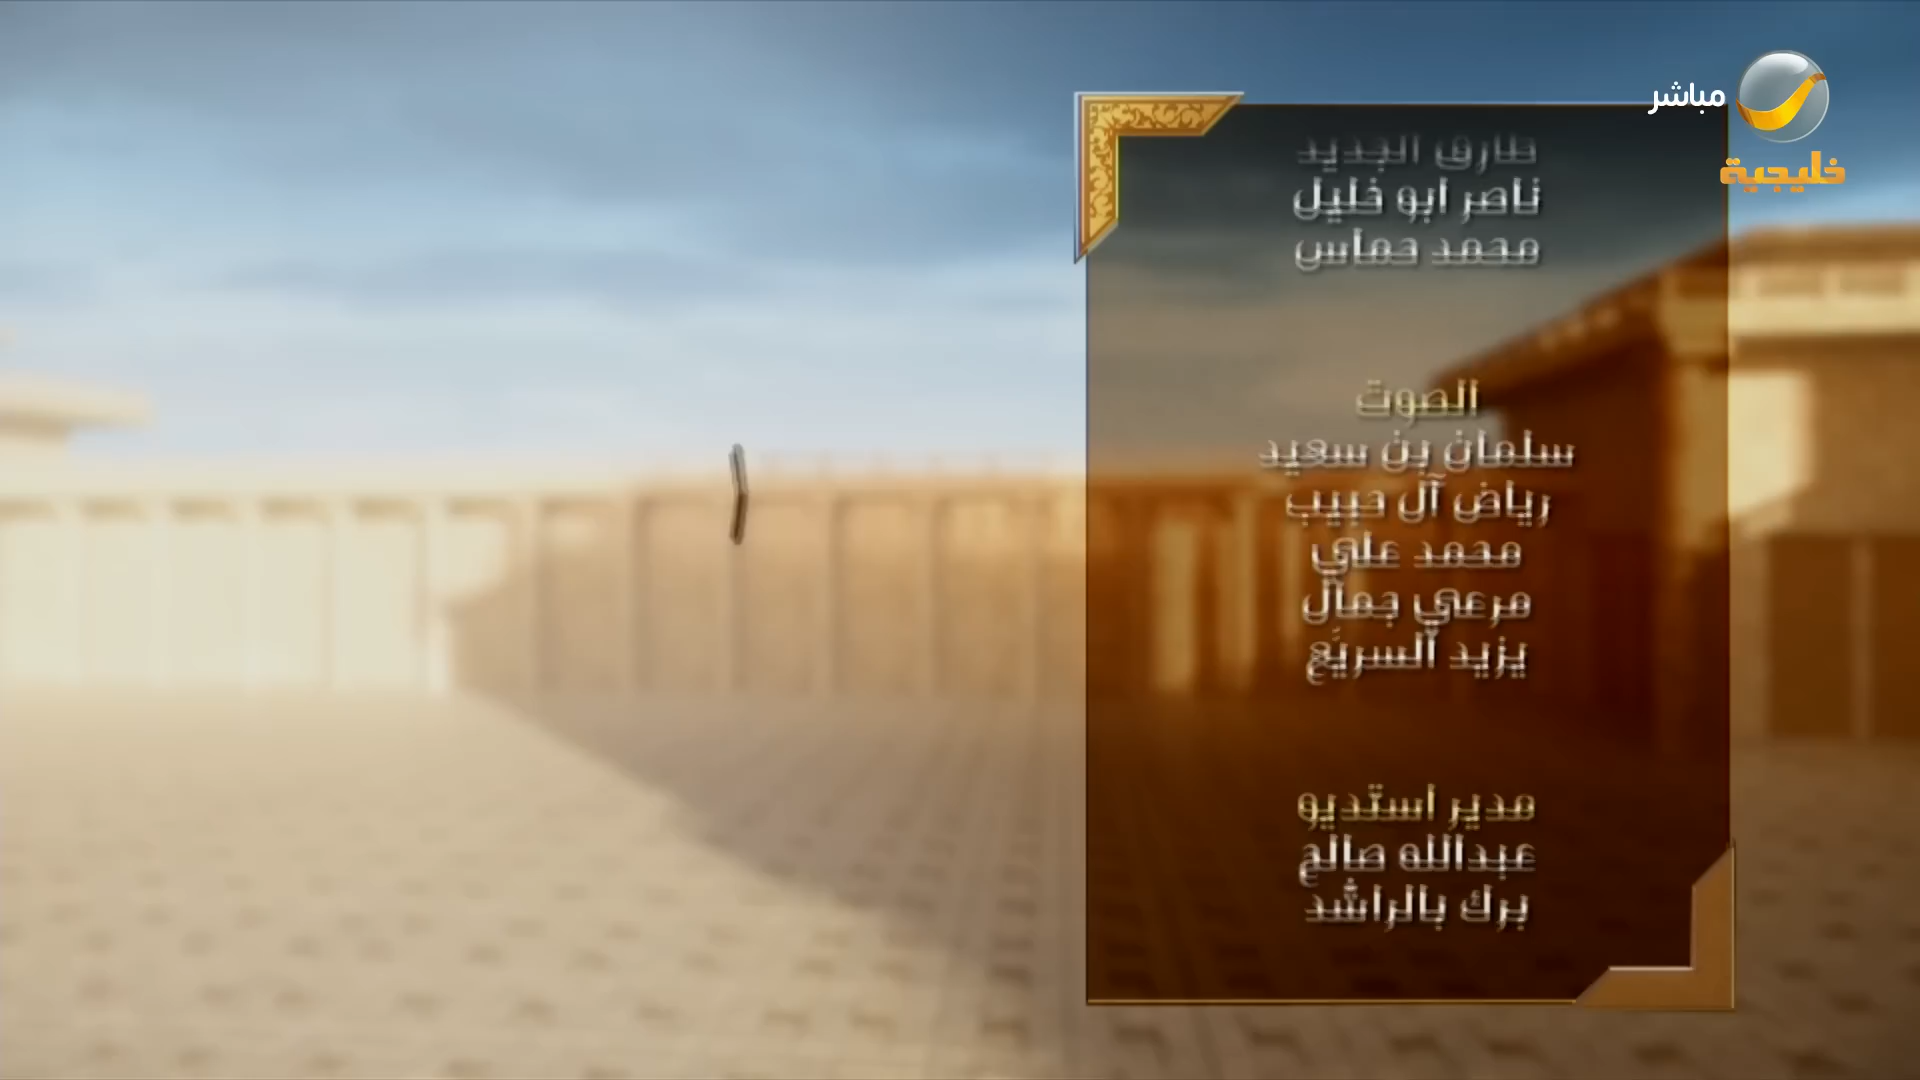 مباشر
خليجية
طارق الجديد
ناصر ابو خليل
محمد حماس
الصوت
سلمان بن سعيد
رياض آل حبيب
محمد علي
مرعي جمال
يزيد السريع
مدير استديو
عبدالله صالح
برك بالراشد